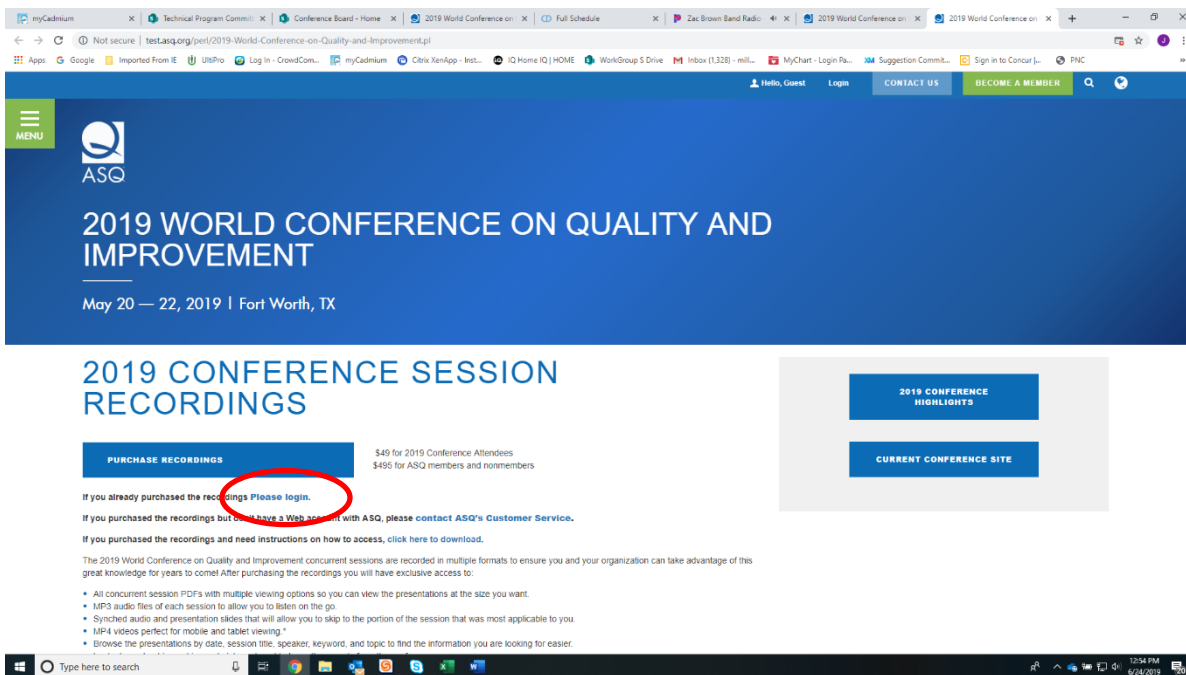 myCadmium
Technical Program Committ
Conference Board - Home
2019 World Conference on
Full Schedule
Zac Brown Band Radio
2019 World Conference on
2019 World Conference on
Not secure | test.asq.org/perl/2019-World-Conference-on-Quality-and-Improvement.pl
Apps Google Imported From IE UltiPro Log In - CrowdCom... myCadmium Citrix XenApp - Inst... IQ Home IQ | HOME WorkGroup S Drive Inbox (1,328) - mill... MyChart - Login Pa... Suggestion Commit... Sign in to Concur |... PNC
Hello, Guest Login CONTACT US BECOME A MEMBER
MENU
ASQ
2019 WORLD CONFERENCE ON QUALITY AND
IMPROVEMENT
May 20 — 22, 2019 | Fort Worth, TX
2019 CONFERENCE SESSION
RECORDINGS
2019 CONFERENCE
HIGHLIGHTS
CURRENT CONFERENCE SITE
PURCHASE RECORDINGS
$49 for 2019 Conference Attendees
$495 for ASQ members and nonmembers
If you already purchased the recordings Please login.
If you purchased the recordings but don't have a Web account with ASQ, please contact ASQ's Customer Service.
If you purchased the recordings and need instructions on how to access, click here to download.
The 2019 World Conference on Quality and Improvement concurrent sessions are recorded in multiple formats to ensure you and your organization can take advantage of this
great knowledge for years to come! After purchasing the recordings you will have exclusive access to:
• All concurrent session PDFs with multiple viewing options so you can view the presentations at the size you want.
• MP3 audio files of each session to allow you to listen on the go.
• Synched audio and presentation slides that will allow you to skip to the portion of the session that was most applicable to you.
• MP4 videos perfect for mobile and tablet viewing.*
• Browse the presentations by date, session title, speaker, keyword, and topic to find the information you are looking for easier.
Type here to search
12:54 PM
6/24/2019
20